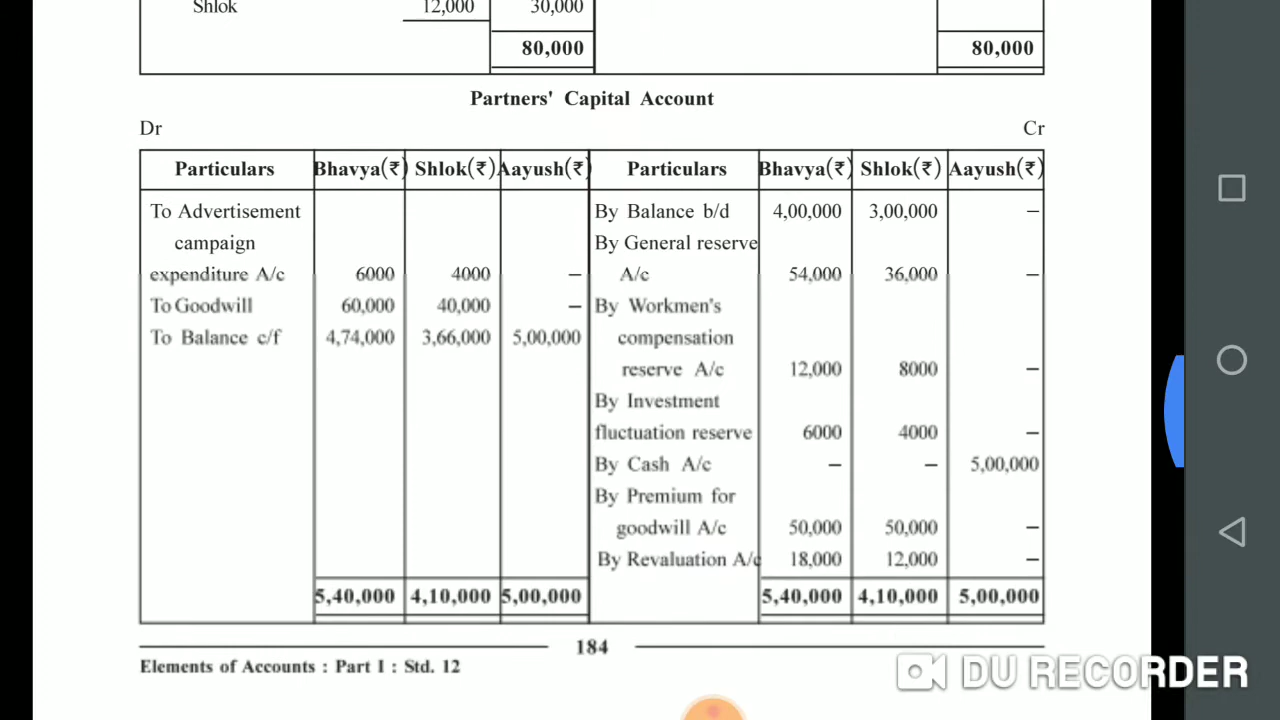 Shlok 12,000 30,000
80,000 80,000
Partners' Capital Account
Dr Cr
Particulars Bhavya(₹) Shlok(₹) Aayush(₹) Particulars Bhavya(₹) Shlok(₹) Aayush(₹)
To Advertisement By Balance b/d 4,00,000 3,00,000 –
campaign By General reserve
expenditure A/c 6000 4000 – A/c 54,000 36,000 –
To Goodwill 60,000 40,000 – By Workmen's
To Balance c/f 4,74,000 3,66,000 5,00,000 compensation
reserve A/c 12,000 8000 –
By Investment
fluctuation reserve 6000 4000 –
By Cash A/c – – 5,00,000
By Premium for
goodwill A/c 50,000 50,000 –
By Revaluation A/c 18,000 12,000 –
5,40,000 4,10,000 5,00,000 5,40,000 4,10,000 5,00,000
184
Elements of Accounts : Part I : Std. 12
DU RECORDER